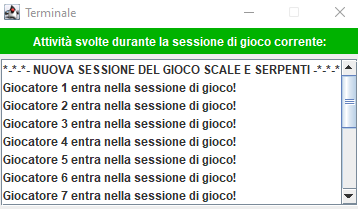 Terminale
Attività svolte durante la sessione di gioco corrente:
*-*-*- NUOVA SESSIONE DEL GIOCO SCALE E SERPENTI -*-*-*
Giocatore 1 entra nella sessione di gioco!
Giocatore 2 entra nella sessione di gioco!
Giocatore 3 entra nella sessione di gioco!
Giocatore 4 entra nella sessione di gioco!
Giocatore 5 entra nella sessione di gioco!
Giocatore 6 entra nella sessione di gioco!
Giocatore 7 entra nella sessione di gioco!